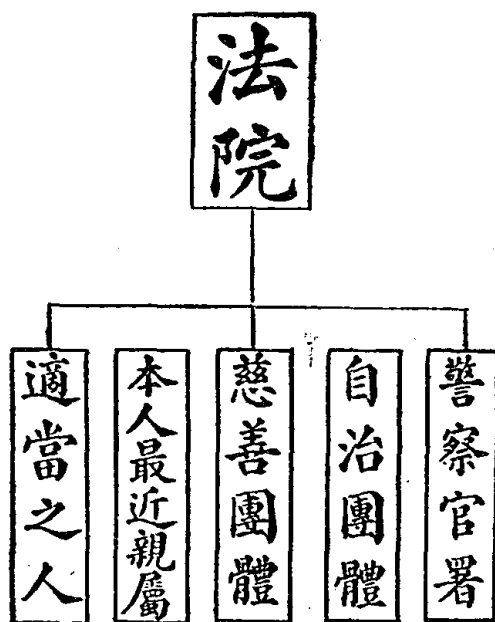 法院
警察官署
自治團體
慈善團體
本人最近親屬
適當之人